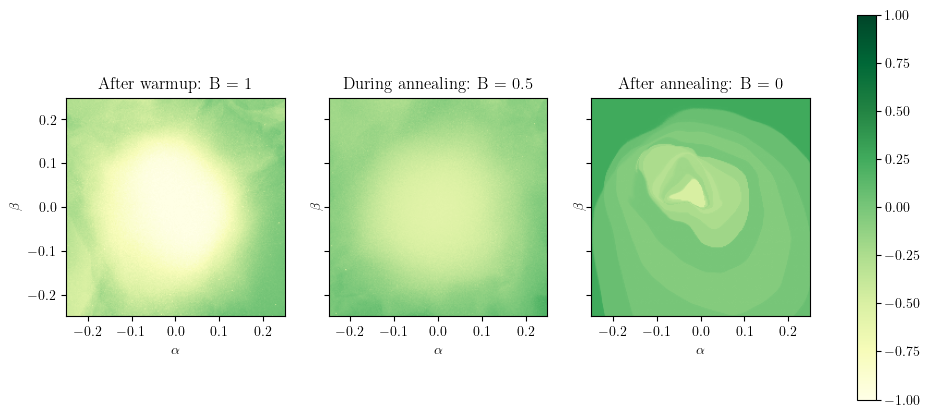 After warmup: B = 1
During annealing: B = 0.5
After annealing: B = 0
0.2
0.1
0.0
−0.1
−0.2
β
β
β
−0.2 −0.1 0.0 0.1 0.2
−0.2 −0.1 0.0 0.1 0.2
−0.2 −0.1 0.0 0.1 0.2
α
α
α
1.00
0.75
0.50
0.25
0.00
−0.25
−0.50
−0.75
−1.00